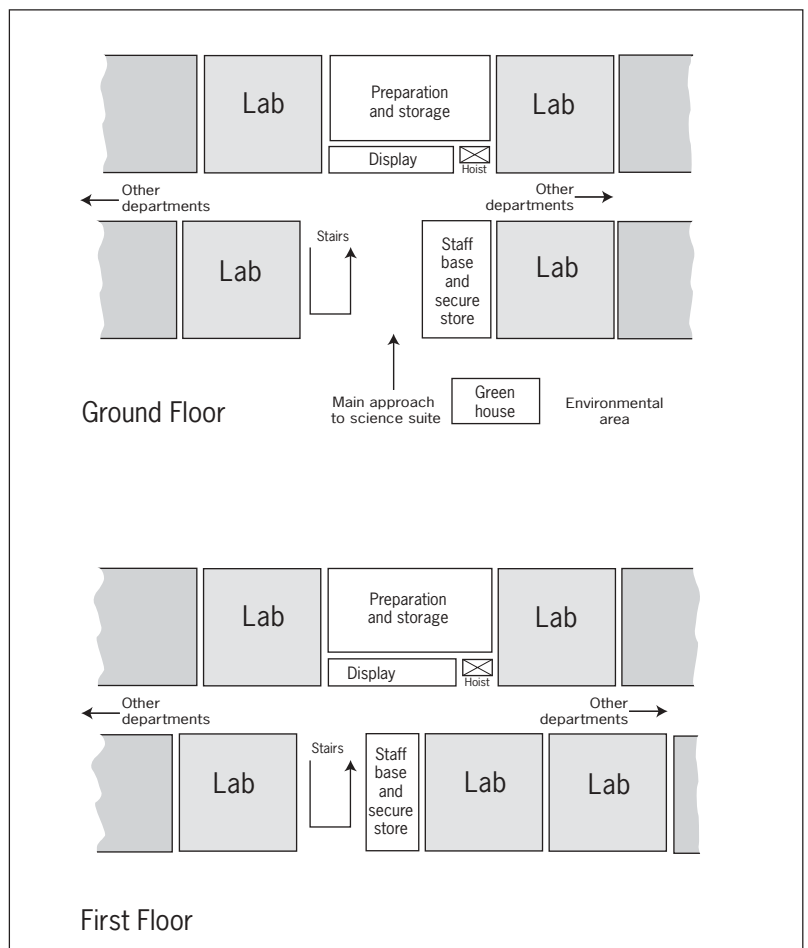 Lab
Preparation
and storage
Lab
Display
Hoist
Other
departments
Other
departments
Lab
Stairs
Staff
base
and
secure
store
Lab
Main approach
to science suite
Green
house
Environmental
area
Ground Floor
Lab
Preparation
and storage
Lab
Display
Hoist
Other
departments
Other
departments
Lab
Stairs
Staff
base
and
secure
store
Lab
Lab
First Floor